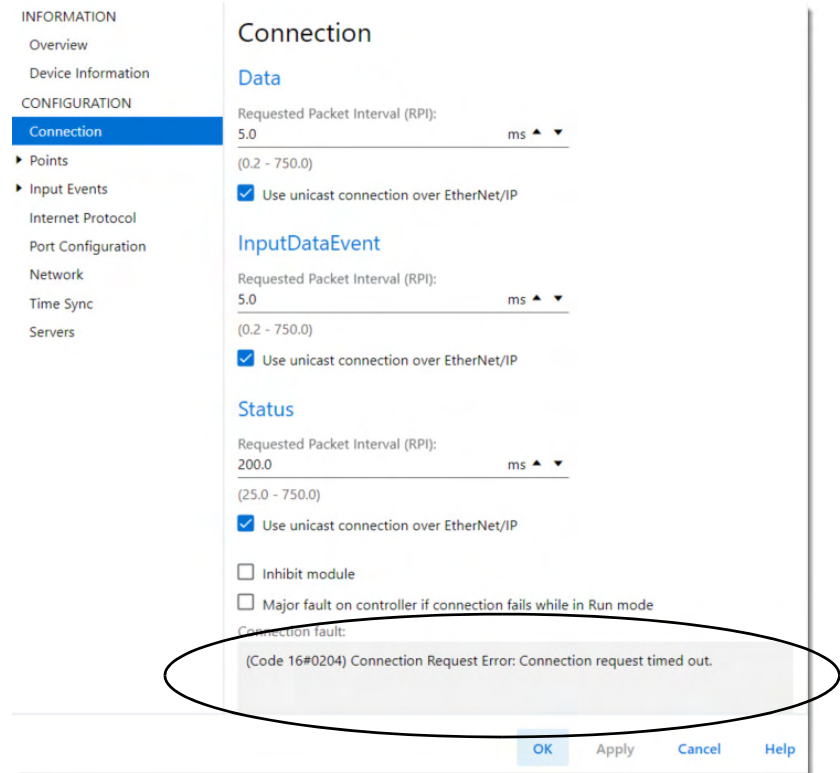 INFORMATION
Overview
Device Information
CONFIGURATION
Connection
Points
Input Events
Internet Protocol
Port Configuration
Network
Time Sync
Servers
Connection
Data
Requested Packet Interval (RPI):
5.0 ms
(0.2 - 750.0)
Use unicast connection over EtherNet/IP
InputDataEvent
Requested Packet Interval (RPI):
5.0 ms
(0.2 - 750.0)
Use unicast connection over EtherNet/IP
Status
Requested Packet Interval (RPI):
200.0 ms
(25.0 - 750.0)
Use unicast connection over EtherNet/IP
Inhibit module
Major fault on controller if connection fails while in Run mode
Connection fault:
(Code 16#0204) Connection Request Error: Connection request timed out.
OK Apply Cancel Help